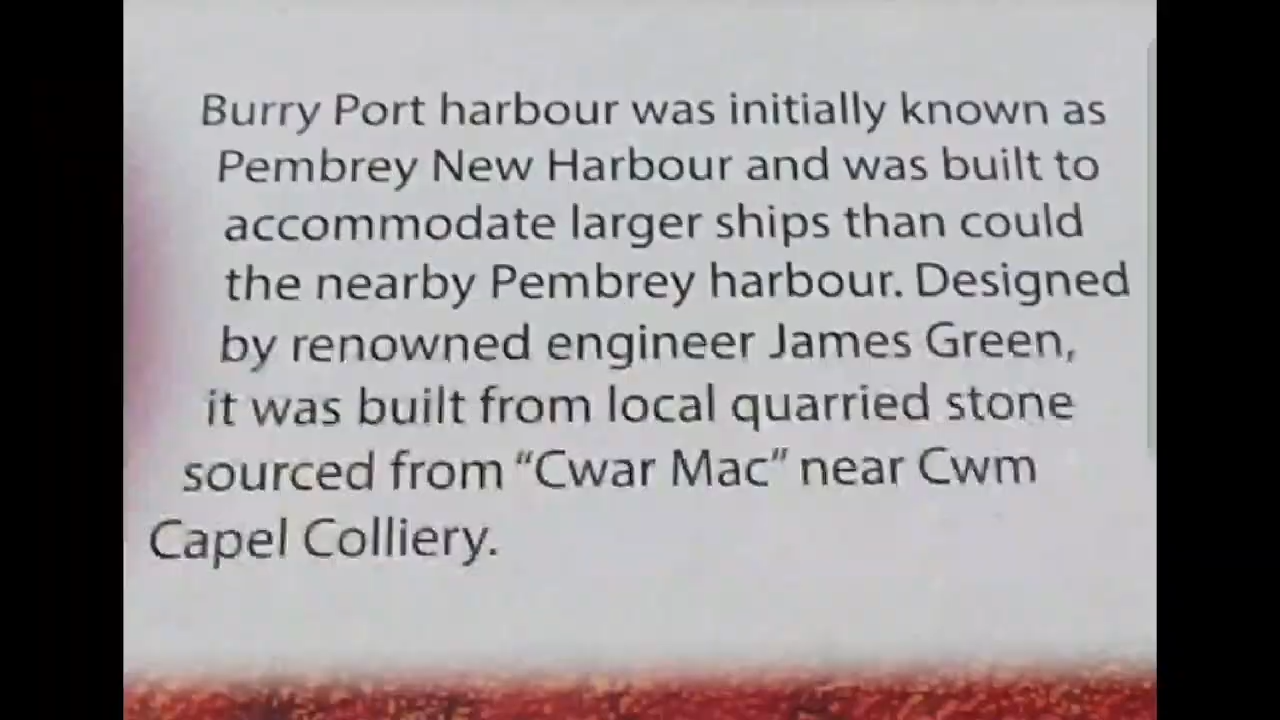 Burry Port harbour was initially known as
Pembrey New Harbour and was built to
accommodate larger ships than could
the nearby Pembrey harbour. Designed
by renowned engineer James Green,
it was built from local quarried stone
sourced from “Cwar Mac” near Cwm
Capel Colliery.